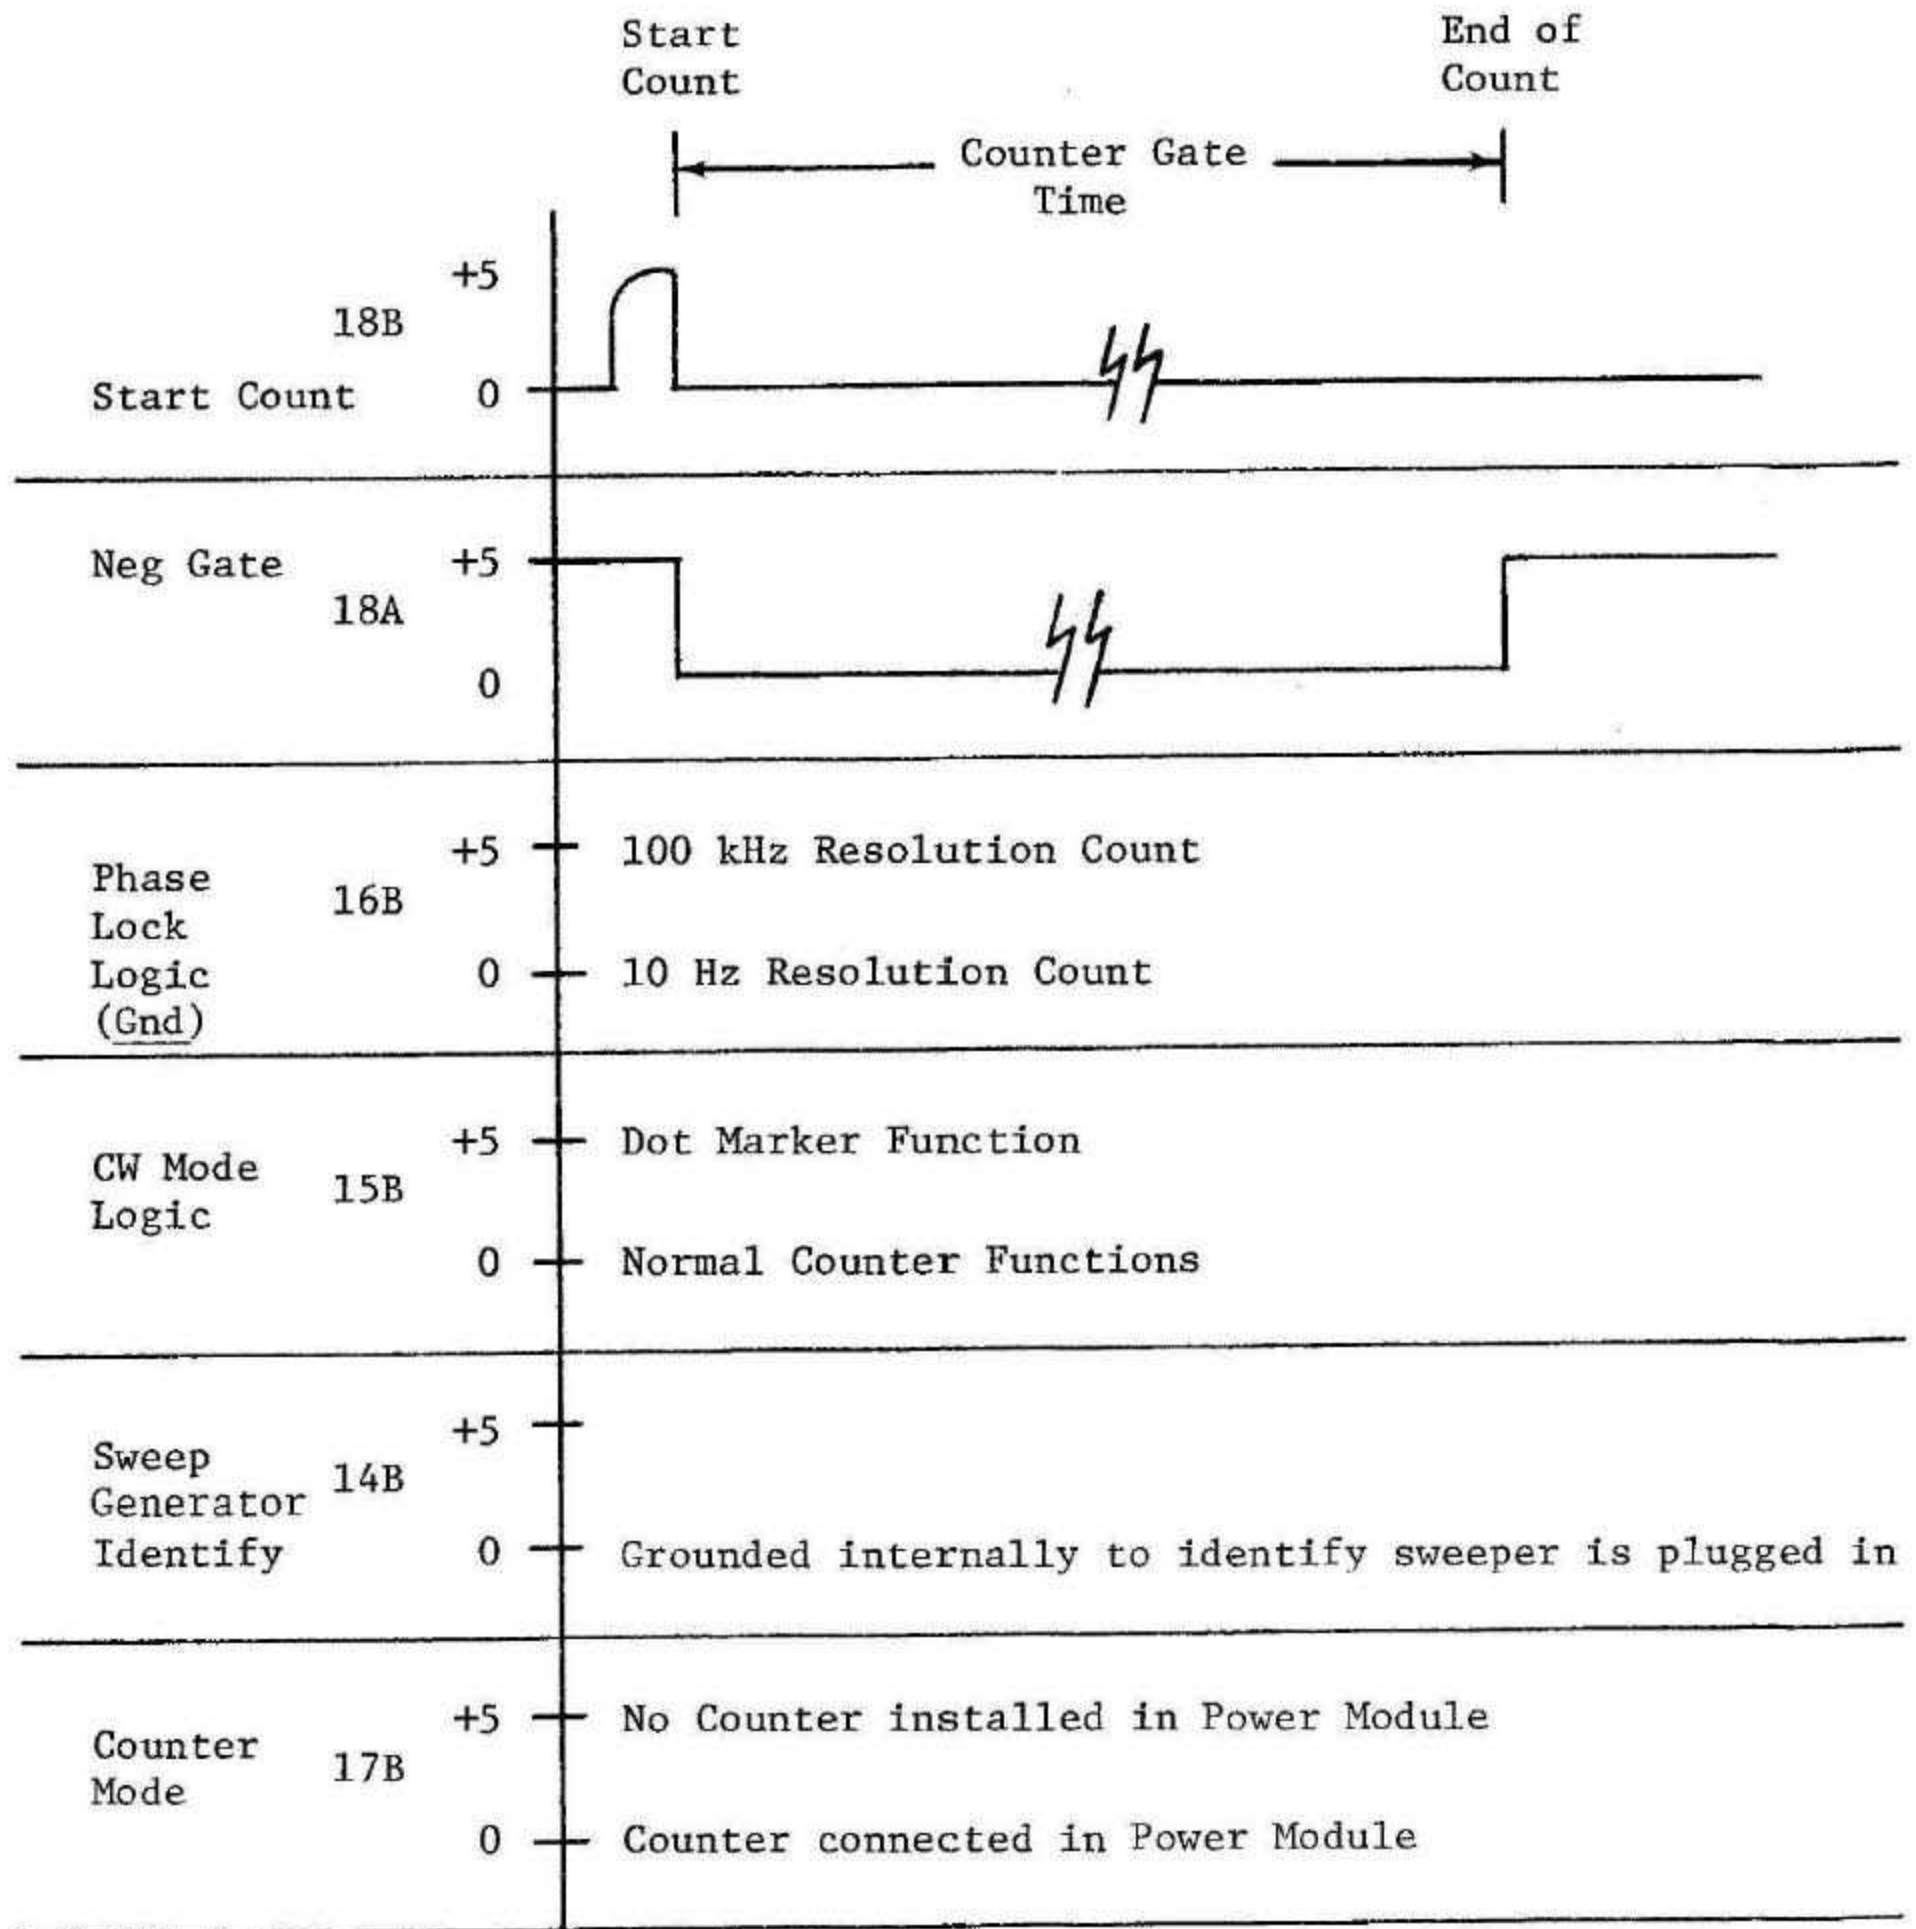 Start Count
End of Count
Counter Gate Time
+5
18B
Start Count
0
Neg Gate
+5
18A
0
+5
100 kHz Resolution Count
Phase Lock Logic (Gnd)
16B
0
10 Hz Resolution Count
+5
Dot Marker Function
CW Mode Logic
15B
0
Normal Counter Functions
+5
Sweep Generator Identify
14B
0
Grounded internally to identify sweeper is plugged in
+5
No Counter installed in Power Module
Counter Mode
17B
0
Counter connected in Power Module